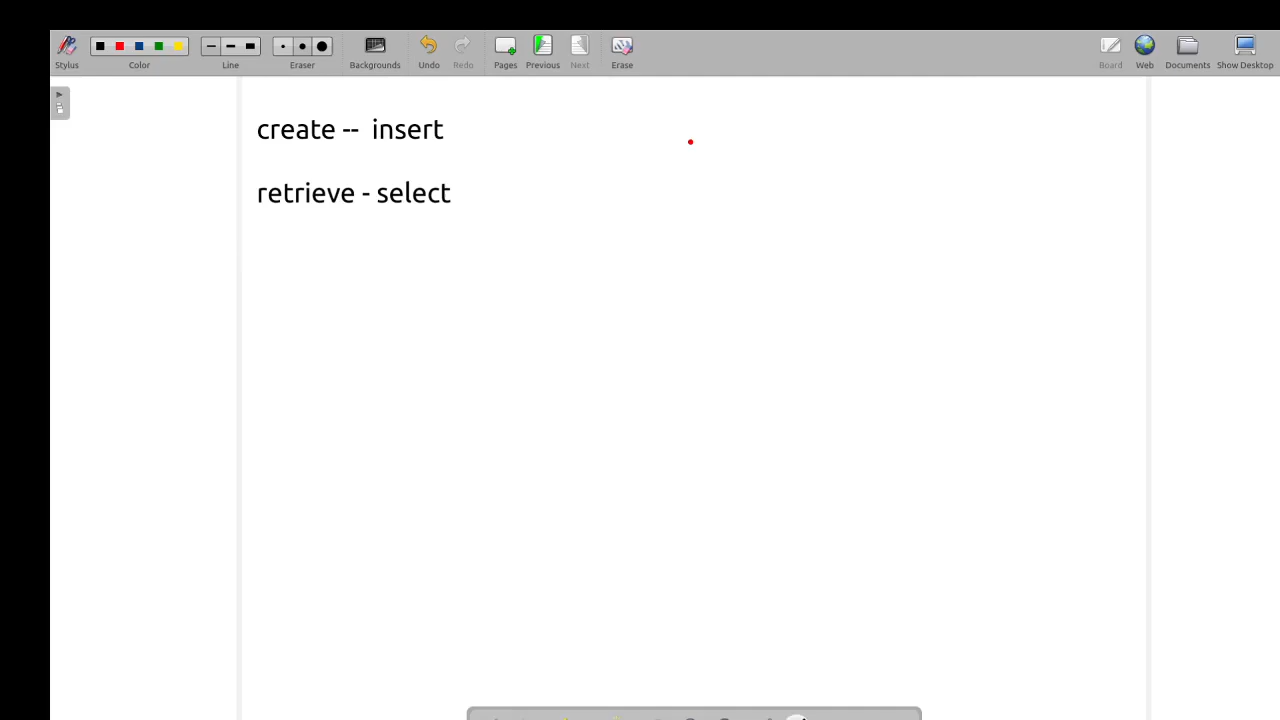 Stylus Color Line Eraser Backgrounds Undo Redo Pages Previous Next Erase Board Web Documents Show Desktop
create -- insert
retrieve - select